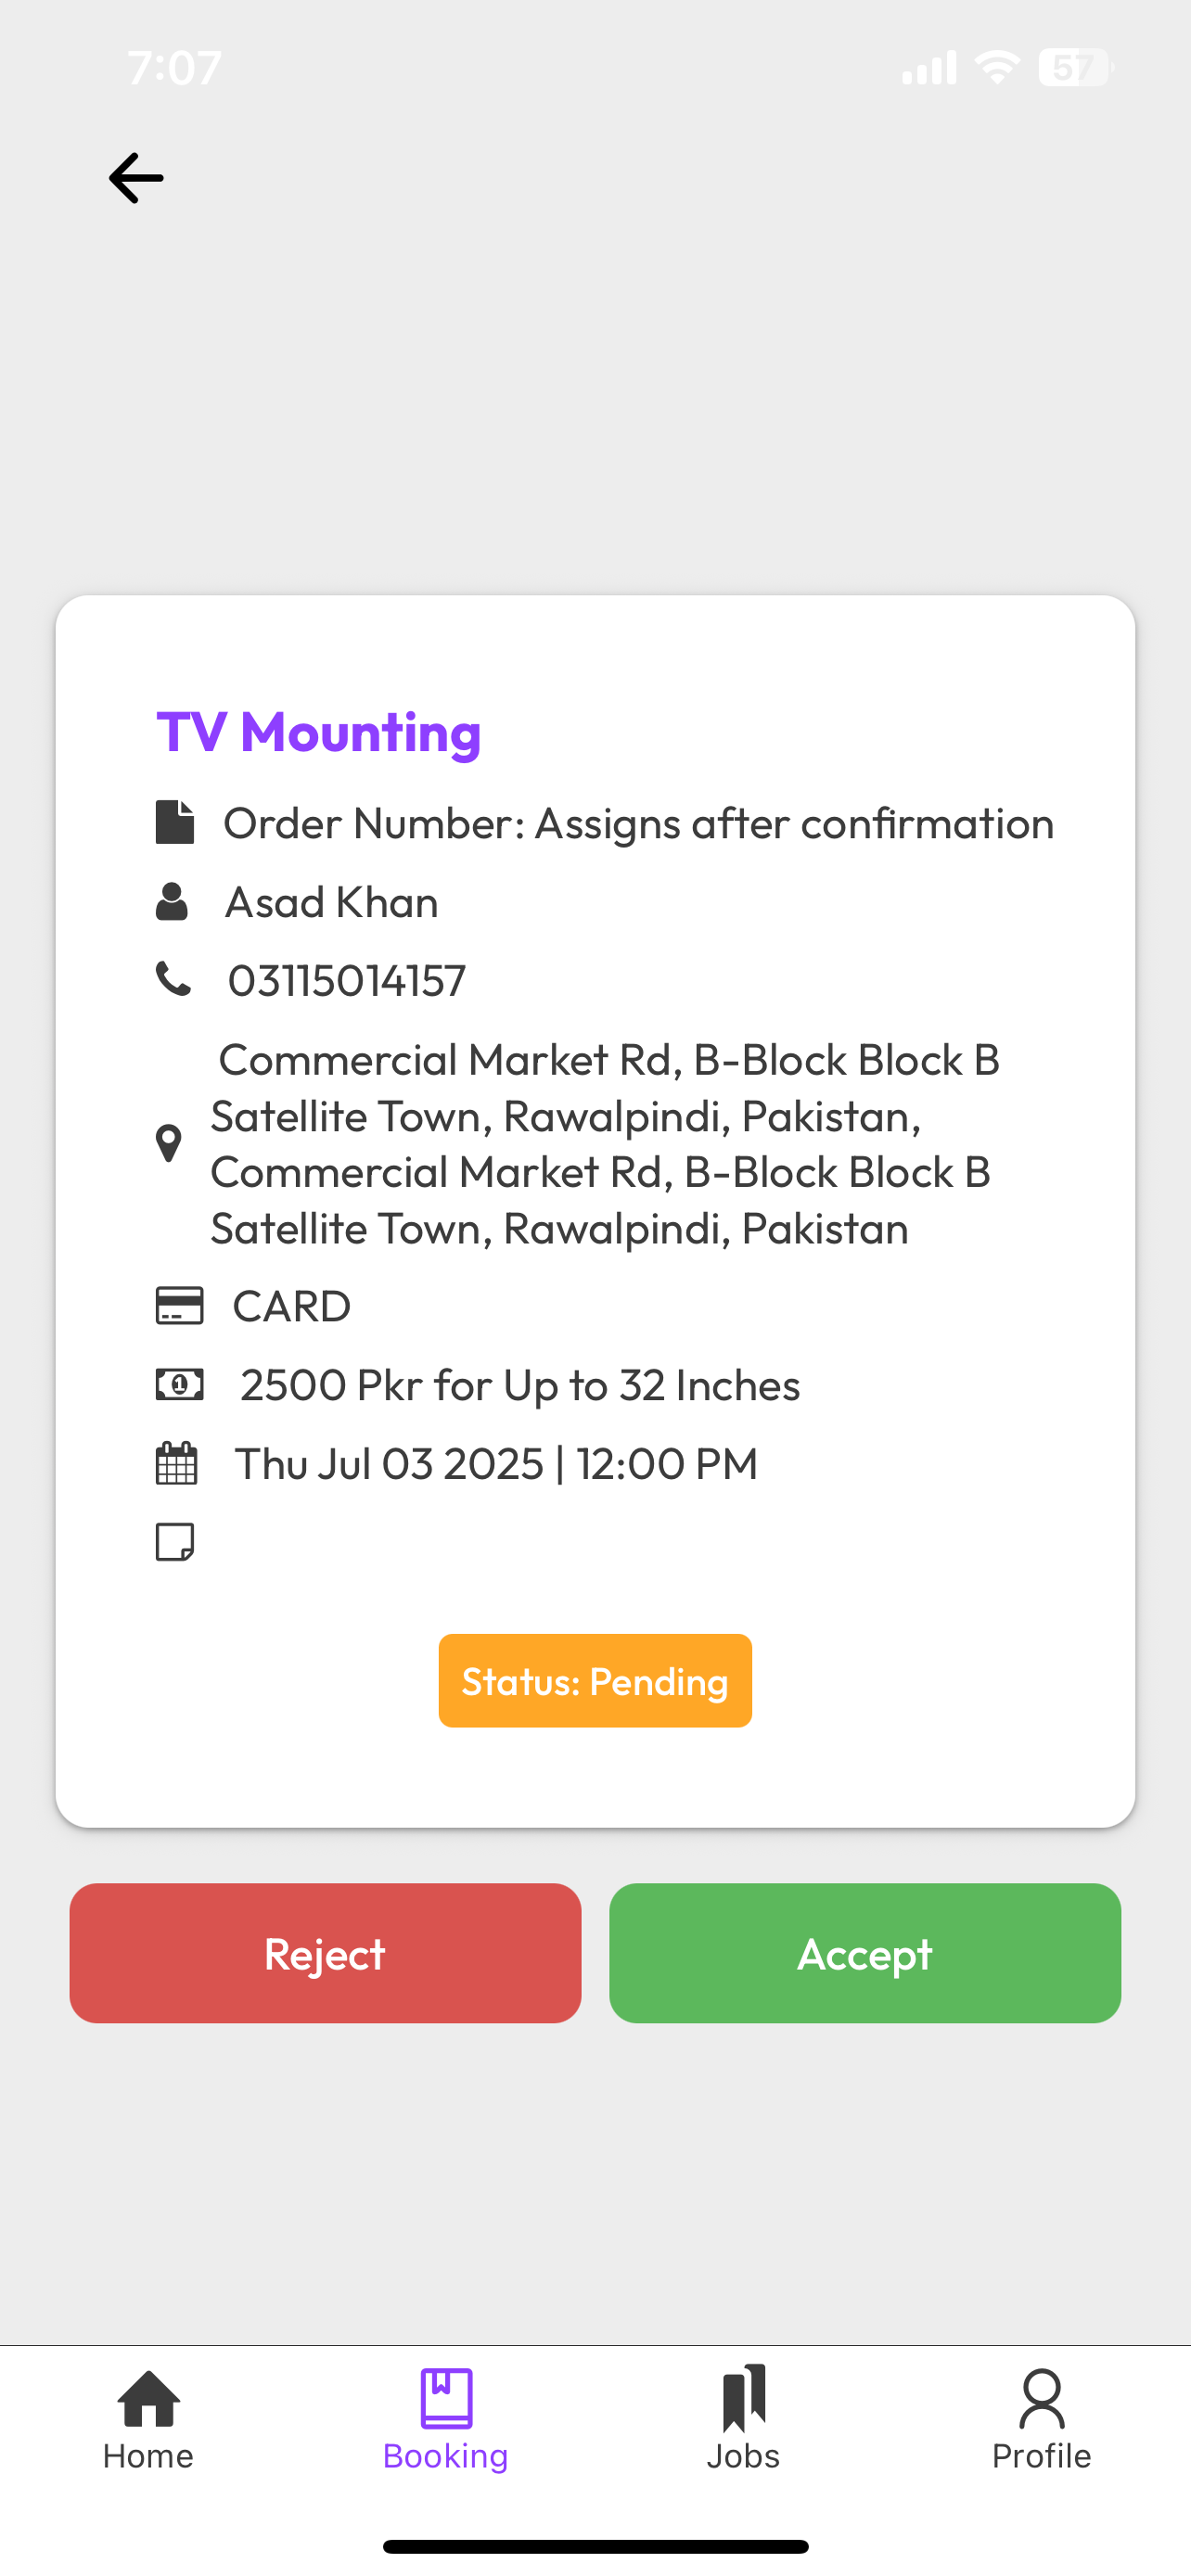 7:07
57
TV Mounting
Order Number: Assigns after confirmation
Asad Khan
03115014157
Commercial Market Rd, B-Block Block B
Satellite Town, Rawalpindi, Pakistan,
Commercial Market Rd, B-Block Block B
Satellite Town, Rawalpindi, Pakistan
CARD
2500 Pkr for Up to 32 Inches
Thu Jul 03 2025 | 12:00 PM
Status: Pending
Reject
Accept
Home
Booking
Jobs
Profile